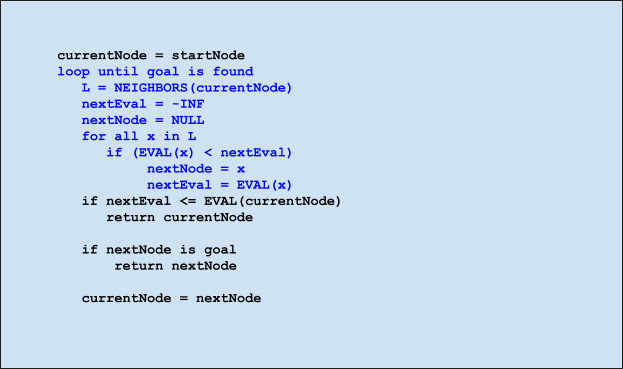 currentNode = startNode
loop until goal is found
L = NEIGHBORS(currentNode)
nextEval = -INF
nextNode = NULL
for all x in L
if (EVAL(x) < nextEval)
nextNode = x
nextEval = EVAL(x)
if nextEval <= EVAL(currentNode)
return currentNode
if nextNode is goal
return nextNode
currentNode = nextNode